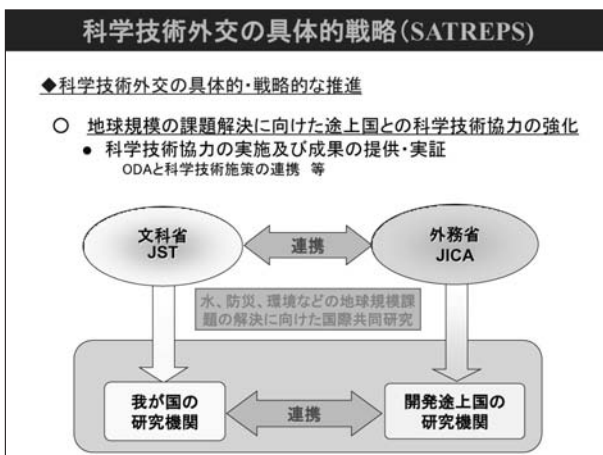 科学技術外交の具体的戦略(SATREPS)
◆科学技術外交の具体的・戦略的な推進
○ 地球規模の課題解決に向けた途上国との科学技術協力の強化
● 科学技術協力の実施及び成果の提供・実証
ODAと科学技術施策の連携 等
文科省
JST
連携
外務省
JICA
水、防災、環境などの地球規模課
題の解決に向けた国際共同研究
我が国の
研究機関
連携
開発途上国の
研究機関